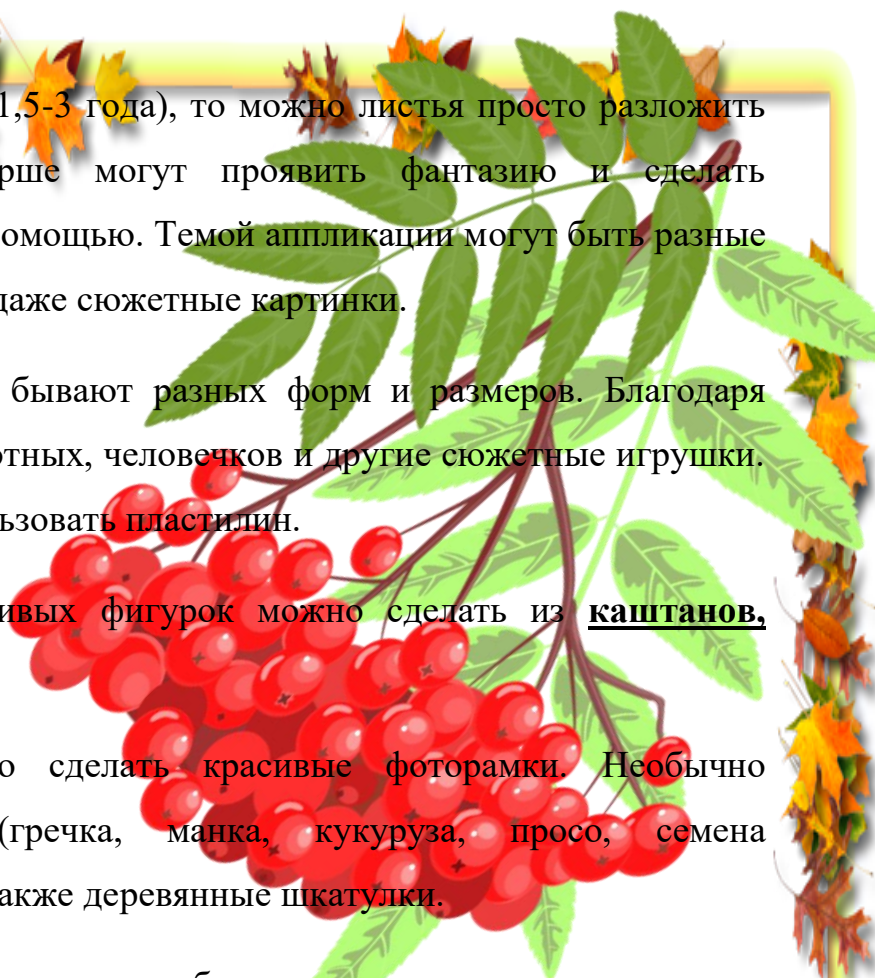 1,5-3 года), то можно листья просто разложить
рше могут проявить фантазию и сделать
омощью. Темой аппликации могут быть разные
даже сюжетные картинки.
бывают разных форм и размеров. Благодаря
отных, человечков и другие сюжетные игрушки.
льзовать пластилин.
ивых фигурок можно сделать из каштанов,
о сделать красивые фоторамки. Необычно
(гречка, манка, кукуруза, просо, семена
акже деревянные шкатулки.